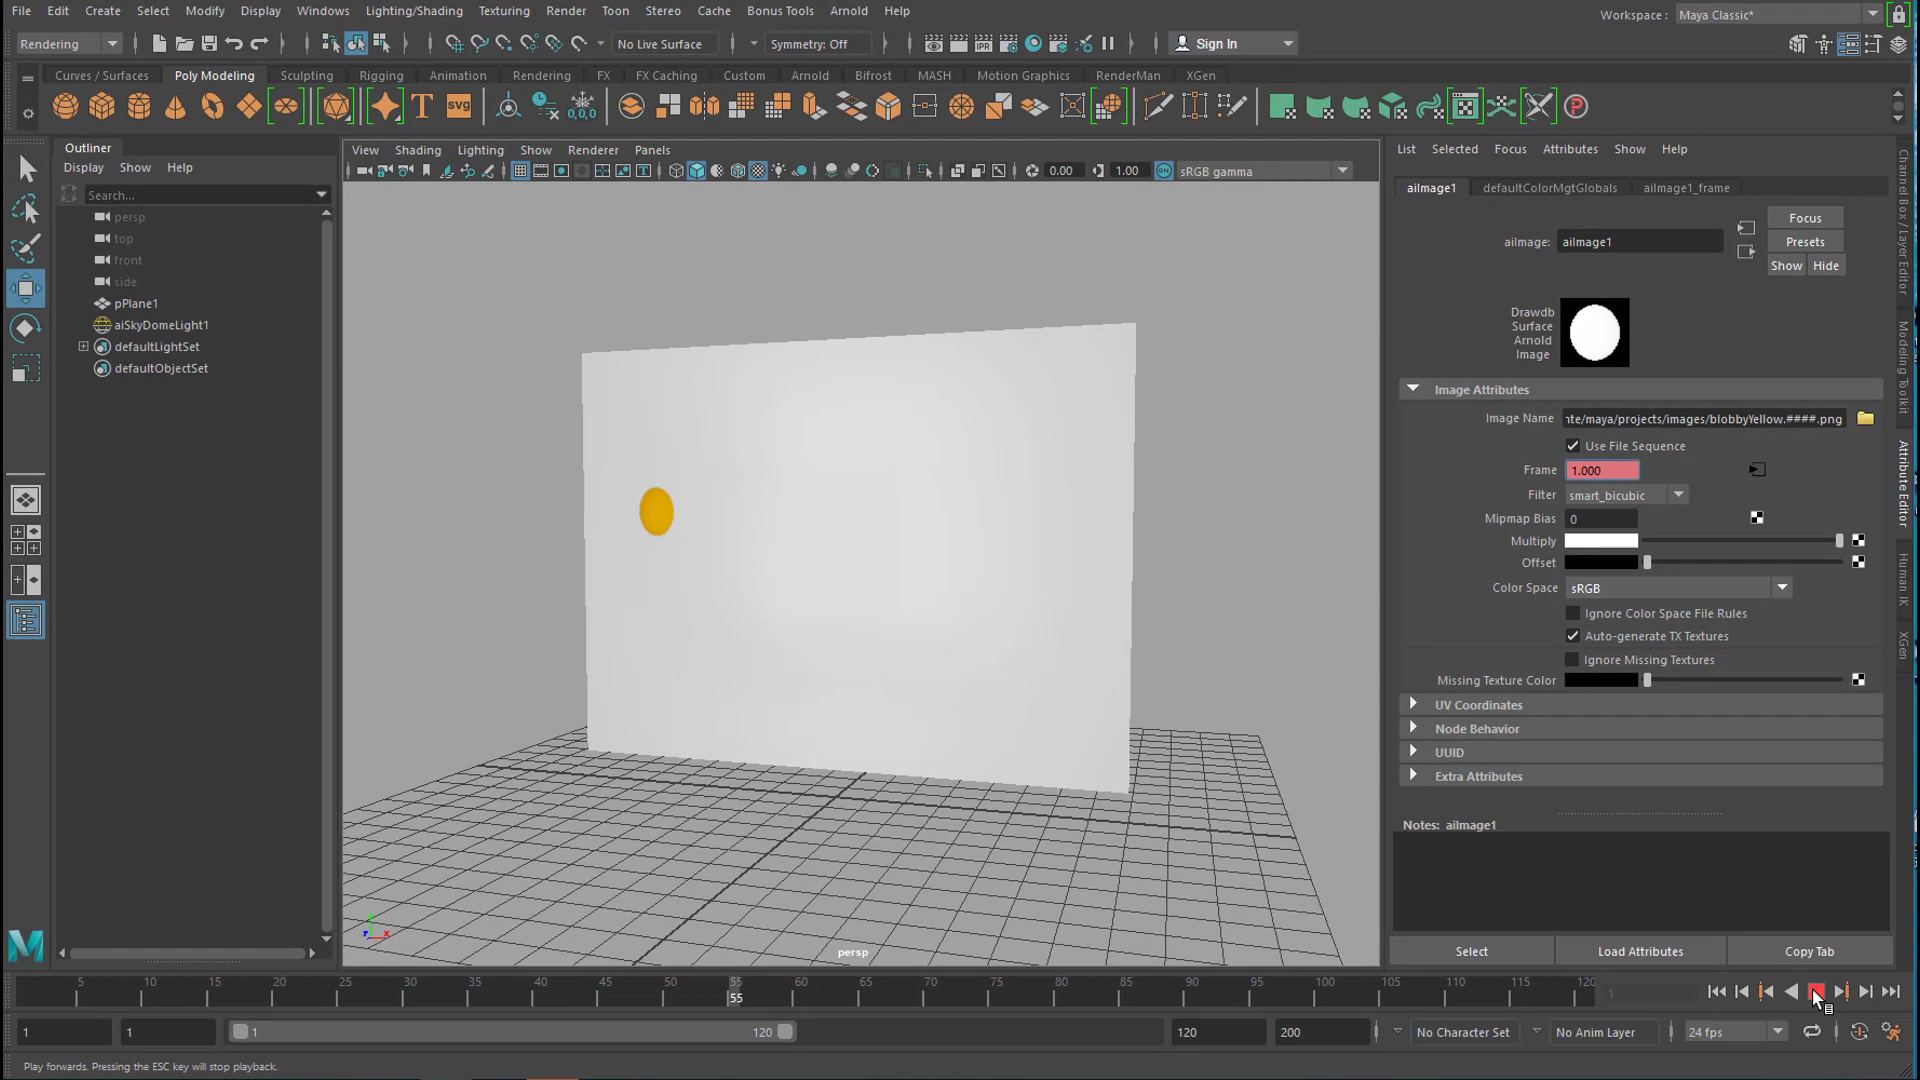 File Edit Create Select Modify Display Windows Lighting/Shading Texturing Render Toon Stereo Cache Bonus Tools Arnold Help
Workspace : Maya Classic*
Rendering
No Live Surface
Symmetry: Off
Sign In
Curves / Surfaces Poly Modeling Sculpting Rigging Animation Rendering FX FX Caching Custom Arnold Bifrost MASH Motion Graphics RenderMan XGen
T SVG 0,0,0
Outliner
Display Show Help
Search...
persp
top
front
side
pPlane1
aiSkyDomeLight1
defaultLightSet
defaultObjectSet
View Shading Lighting Show Renderer Panels
0.00 1.00 sRGB gamma
persp
List Selected Focus Attributes Show Help
aiImage1 defaultColorMgtGlobals aiImage1_frame
Focus
aiImage: aiImage1
Presets
Show Hide
Drawdb
Surface
Arnold
Image
Image Attributes
Image Name nte/maya/projects/images/blobbyYellow.####.png
Use File Sequence
Frame 1.000
Filter smart_bicubic
Mipmap Bias 0
Multiply
Offset
Color Space sRGB
Ignore Color Space File Rules
Auto-generate TX Textures
Ignore Missing Textures
Missing Texture Color
UV Coordinates
Node Behavior
UUID
Extra Attributes
Notes: aiImage1
Select Load Attributes Copy Tab
Channel Box / Layer Editor
Modeling Toolkit
Attribute Editor
Human IK
XGen
5 10 15 20 25 30 35 40 45 50 55 60 65 70 75 80 85 90 95 100 105 110 115 120
55
1
1 1 1 120 120 200 No Character Set No Anim Layer 24 fps
Play forwards. Pressing the ESC key will stop playback.